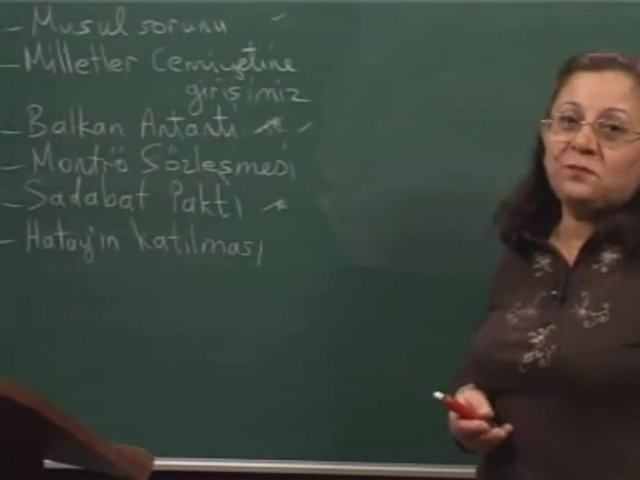 - Musul sorunu
- Milletler Cemiyetine
girişimiz
- Balkan Antantı
- Montrö Sözleşmesi
- Sadabat Paktı
- Hatay'ın katılması